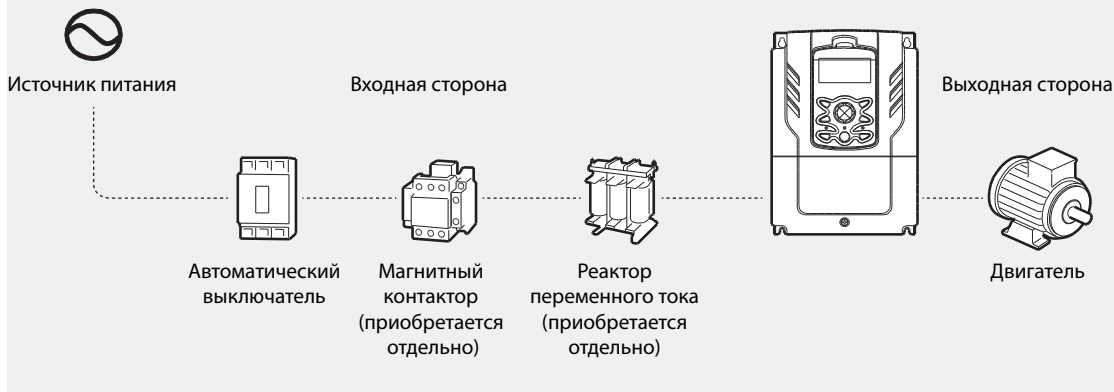 Источник питания
Входная сторона
Выходная сторона
Автоматический
выключатель
Магнитный
контактор
(приобретается
отдельно)
Реактор
переменного тока
(приобретается
отдельно)
Двигатель